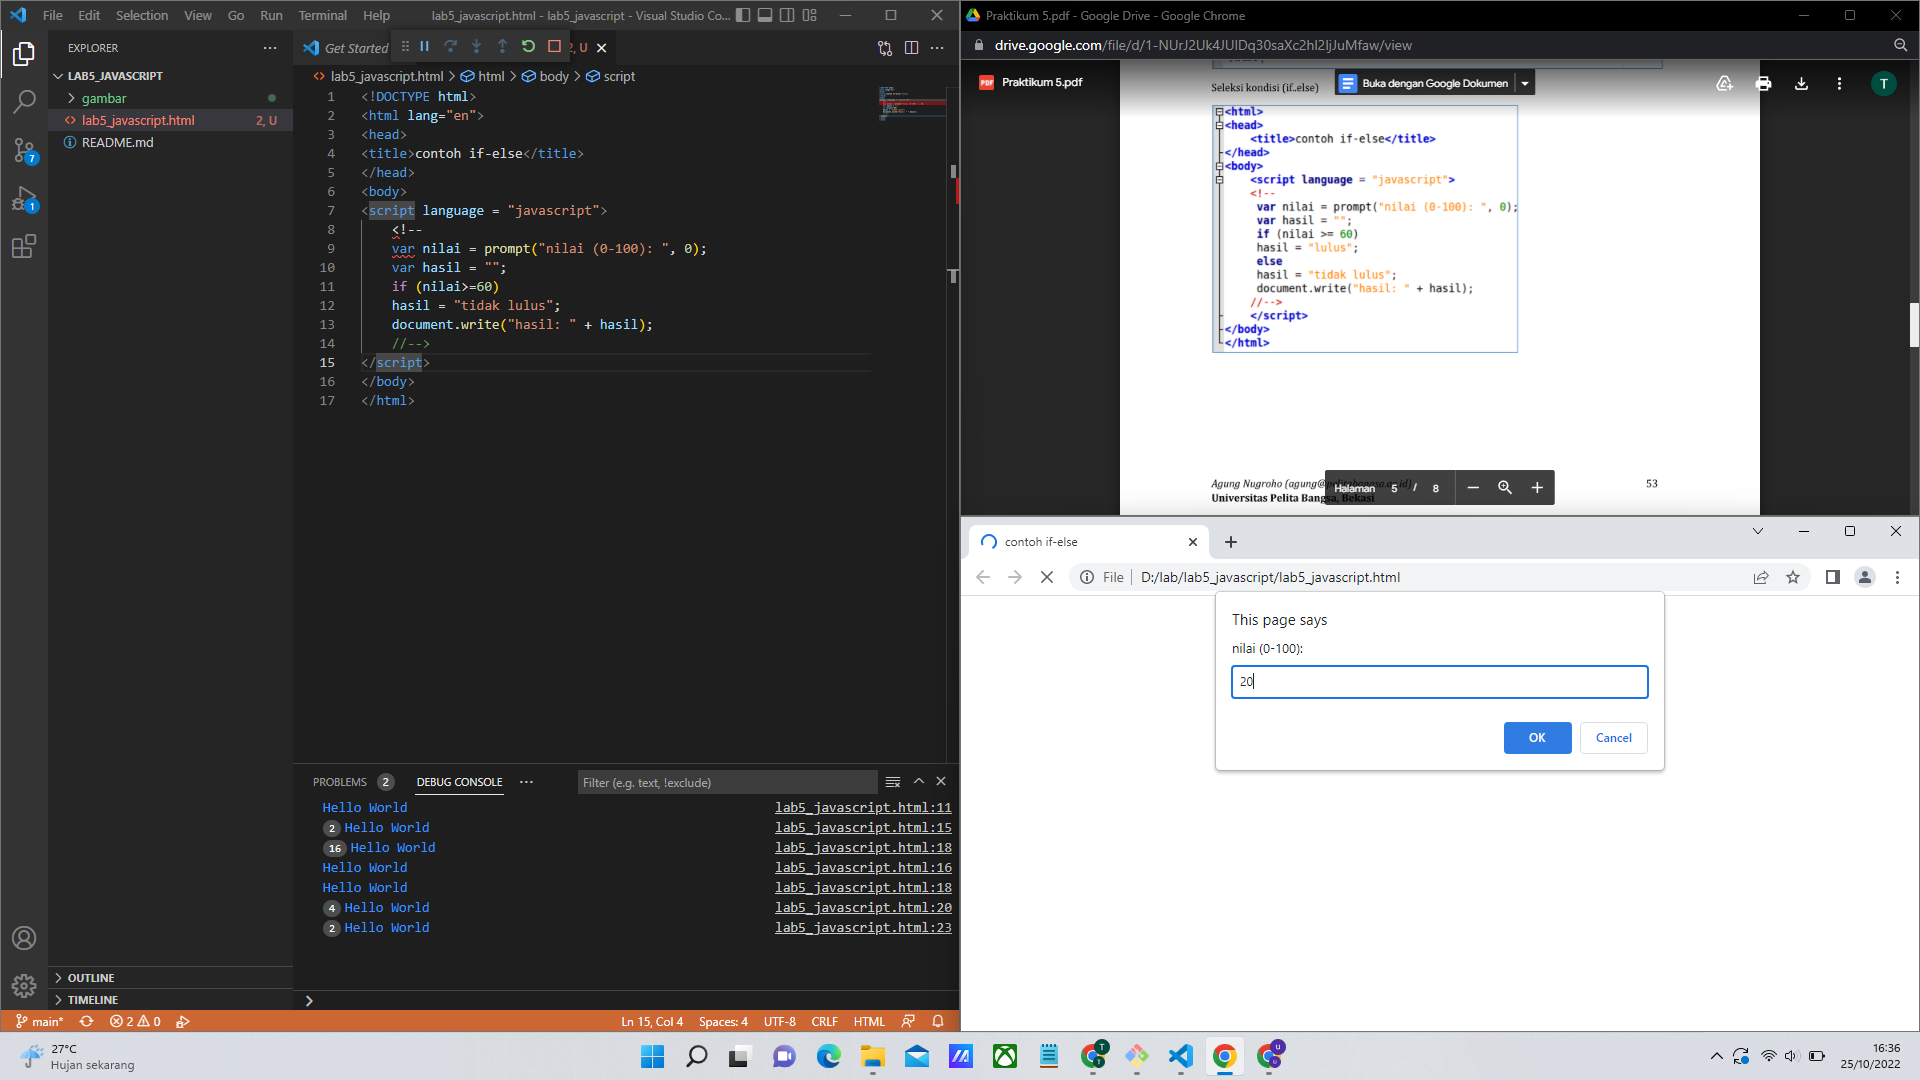 File Edit Selection View Go Run Terminal Help lab5_javascript.html - lab5_javascript - Visual Studio Co...
EXPLORER
LAB5_JAVASCRIPT
gambar
lab5_javascript.html 2, U
README.md
7
1
OUTLINE
TIMELINE
Get Started 2, U
lab5_javascript.html > html > body > script
1 <!DOCTYPE html>
2 <html lang="en">
3 <head>
4 <title>contoh if-else</title>
5 </head>
6 <body>
7 <script language = "javascript">
8 <!--
9 var nilai = prompt("nilai (0-100): ", 0);
10 var hasil = "";
11 if (nilai>=60)
12 hasil = "tidak lulus";
13 document.write("hasil: " + hasil);
14 //-->
15 </script>
16 </body>
17 </html>
PROBLEMS 2 DEBUG CONSOLE ... Filter (e.g. text, !exclude)
Hello World lab5_javascript.html:11
2 Hello World lab5_javascript.html:15
16 Hello World lab5_javascript.html:18
Hello World lab5_javascript.html:16
Hello World lab5_javascript.html:18
4 Hello World lab5_javascript.html:20
2 Hello World lab5_javascript.html:23
main* 2 0 Ln 15, Col 4 Spaces: 4 UTF-8 CRLF HTML
Praktikum 5.pdf - Google Drive - Google Chrome
drive.google.com/file/d/1-NUrJ2Uk4JUlDq30saXc2hl2ljJuMfaw/view
PDF Praktikum 5.pdf Buka dengan Google Dokumen T
Seleksi kondisi (if..else)
<html>
<head>
<title>contoh if-else</title>
</head>
<body>
<script language = "javascript">
<!--
var nilai = prompt("nilai (0-100): ", 0);
var hasil = "";
if (nilai >= 60)
hasil = "lulus";
else
hasil = "tidak lulus";
document.write("hasil: " + hasil);
//-->
</script>
</body>
</html>
Agung Nugroho (agung@pelitabangsa.ac.id) 53
Universitas Pelita Bangsa, Bekasi
Halaman 5 / 8
contoh if-else
File D:/lab/lab5_javascript/lab5_javascript.html
This page says
nilai (0-100):
20
OK Cancel
27°C
Hujan sekarang
16:36
25/10/2022